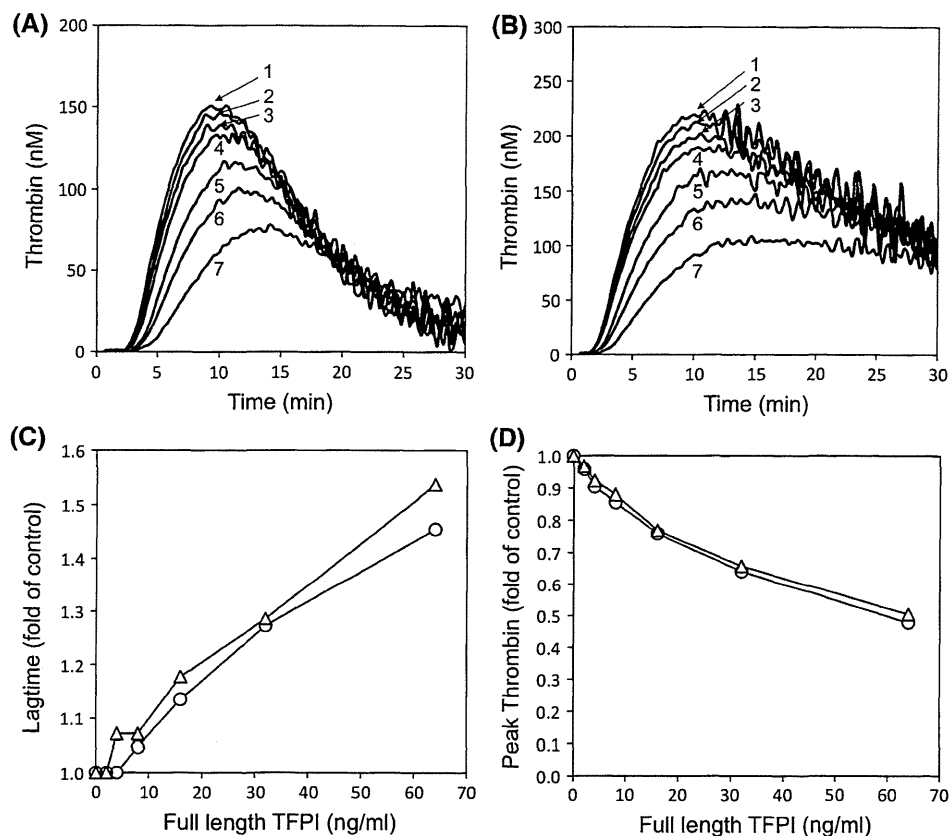 (A)
Thrombin (nM)
200
150
100
50
0
1
2
3
4
5
6
7
0 5 10 15 20 25 30
Time (min)
(B)
Thrombin (nM)
300
250
200
150
100
50
0
1
2
3
4
5
6
7
0 5 10 15 20 25 30
Time (min)
(C)
Lagtime (fold of control)
1.6
1.5
1.4
1.3
1.2
1.1
1.0
0 10 20 30 40 50 60 70
Full length TFPI (ng/ml)
(D)
Peak Thrombin (fold of control)
1.0
0.9
0.8
0.7
0.6
0.5
0.4
0.3
0.2
0.1
0.0
0 10 20 30 40 50 60 70
Full length TFPI (ng/ml)